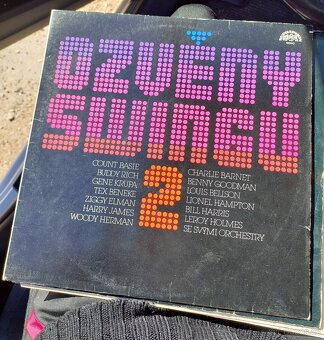 OZVĚNY
SWINGU
2
COUNT BASIE
BUDDY RICH
GENE KRUPA
TEX BENEKE
ZIGGY ELMAN
HARRY JAMES
WOODY HERMAN
CHARLIE BARNET
BENNY GOODMAN
LOUIS BELLSON
LIONEL HAMPTON
BILL HARRIS
LEROY HOLMES
SE SVÝMI ORCHESTRY